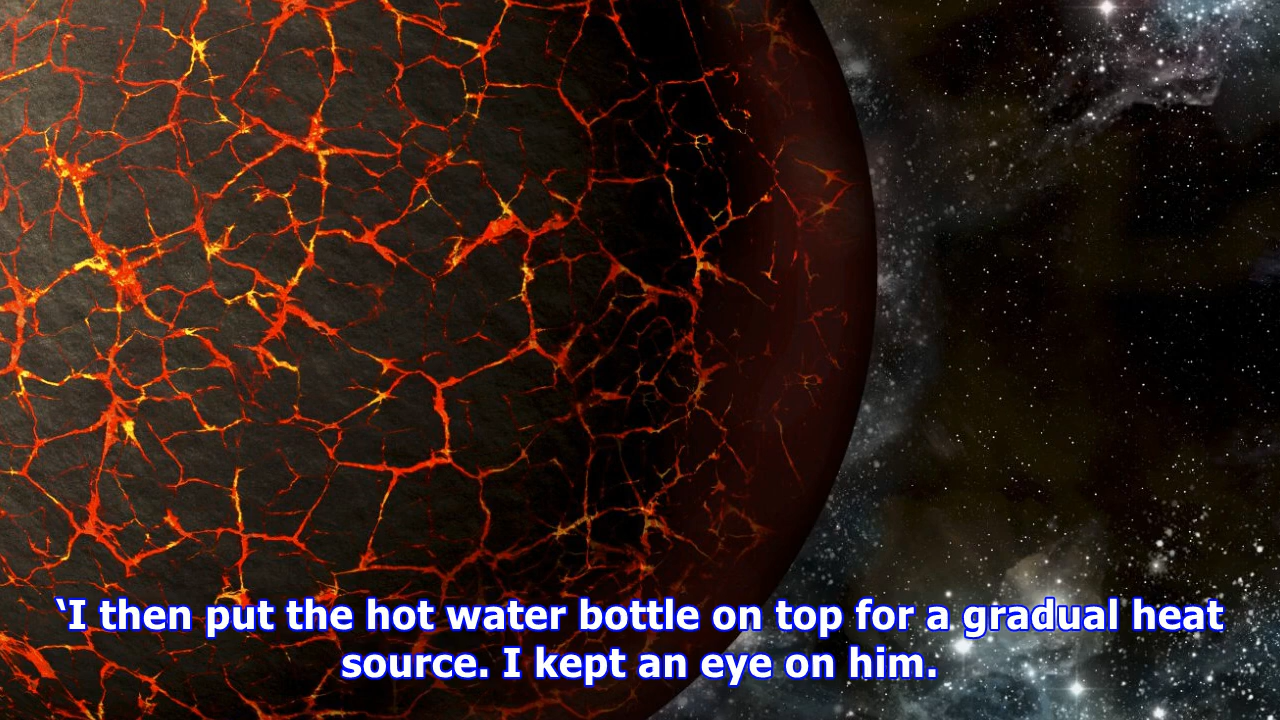 ‘I then put the hot water bottle on top for a gradual heat
source. I kept an eye on him.